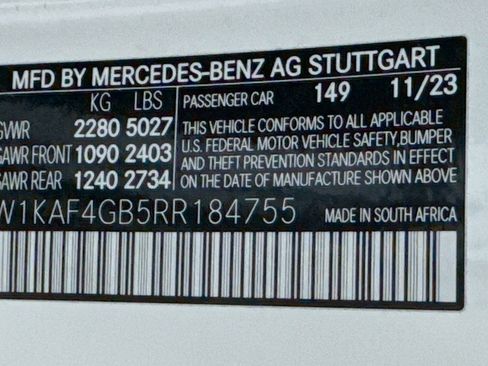 MFD BY MERCEDES-BENZ AG STUTTGART
KG LBS
GVWR 2280 5027
GAWR FRONT 1090 2403
GAWR REAR 1240 2734
PASSENGER CAR 149 11/23
THIS VEHICLE CONFORMS TO ALL APPLICABLE
U.S. FEDERAL MOTOR VEHICLE SAFETY, BUMPER
AND THEFT PREVENTION STANDARDS IN EFFECT
ON THE DATE OF MANUFACTURE SHOWN ABOVE
W1KAF4GB5RR184755 MADE IN SOUTH AFRICA